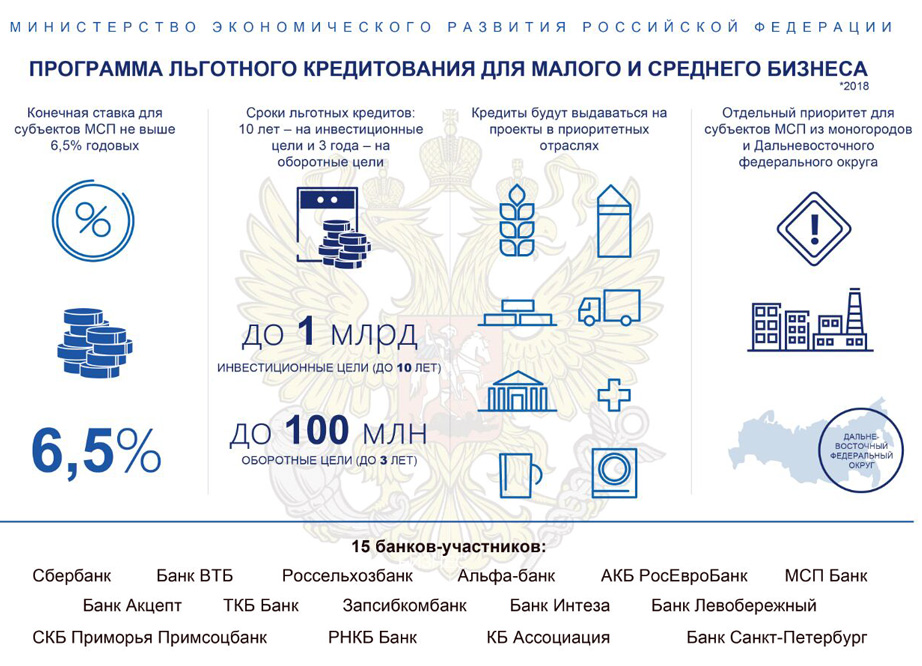 МИНИСТЕРСТВО ЭКОНОМИЧЕСКОГО РАЗВИТИЯ РОССИЙСКОЙ ФЕДЕРАЦИИ
ПРОГРАММА ЛЬГОТНОГО КРЕДИТОВАНИЯ ДЛЯ МАЛОГО И СРЕДНЕГО БИЗНЕСА
*2018
Конечная ставка для
субъектов МСП не выше
6,5% годовых
%
6,5%
Сроки льготных кредитов:
10 лет – на инвестиционные
цели и 3 года – на
оборотные цели
до 1 млрд
ИНВЕСТИЦИОННЫЕ ЦЕЛИ (ДО 10 ЛЕТ)
ДО 100 МЛН
ОБОРОТНЫЕ ЦЕЛИ (ДО 3 ЛЕТ)
Кредиты будут выдаваться на
проекты в приоритетных
отраслях
Отдельный приоритет для
субъектов МСП из моногородов
и Дальневосточного
федерального округа
!
ДАЛЬНЕ-
ВОСТОЧНЫЙ
ФЕДЕРАЛЬНЫЙ
ОКРУГ
15 банков-участников:
Сбербанк Банк ВТБ Россельхозбанк Альфа-банк АКБ РосЕвроБанк МСП Банк
Банк Акцепт ТКБ Банк Запсибкомбанк Банк Интеза Банк Левобережный
СКБ Приморья Примсоцбанк РНКБ Банк КБ Ассоциация Банк Санкт-Петербург